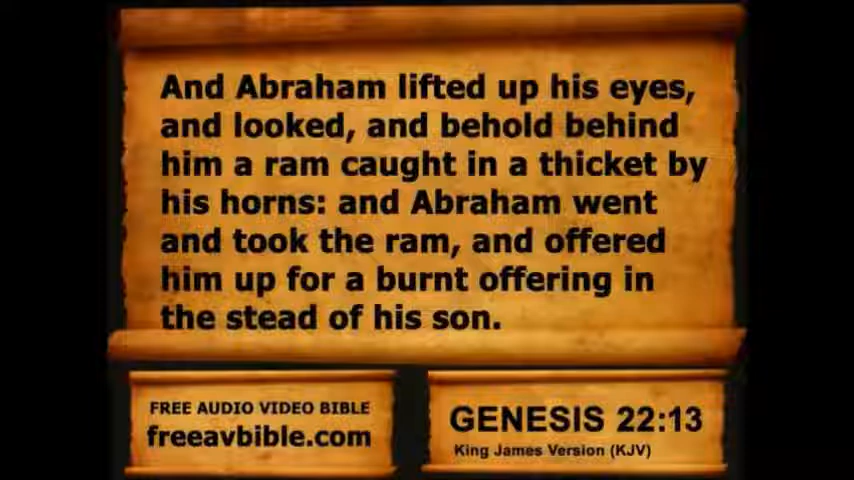 And Abraham lifted up his eyes,
and looked, and behold behind
him a ram caught in a thicket by
his horns: and Abraham went
and took the ram, and offered
him up for a burnt offering in
the stead of his son.
FREE AUDIO VIDEO BIBLE
freeavbible.com
GENESIS 22:13
King James Version (KJV)